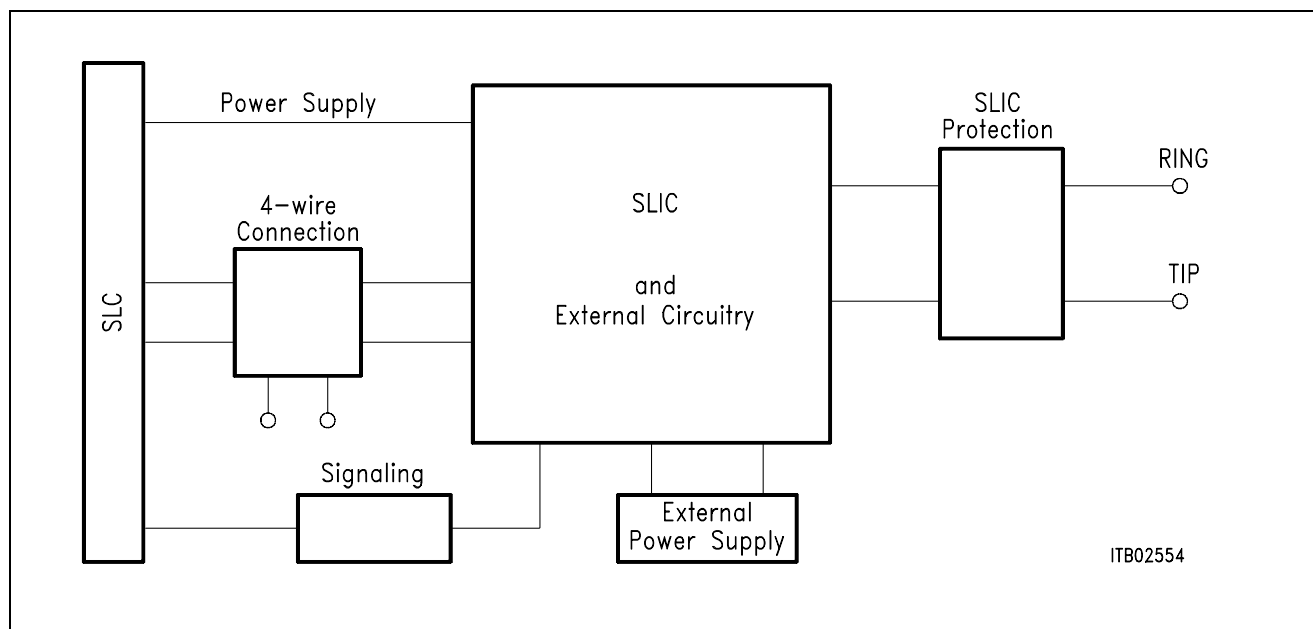 Power Supply
SLIC
Protection
RING
4-wire
Connection
SLIC
TIP
SLC
and
External Circuitry
Signaling
External
Power Supply
ITB02554